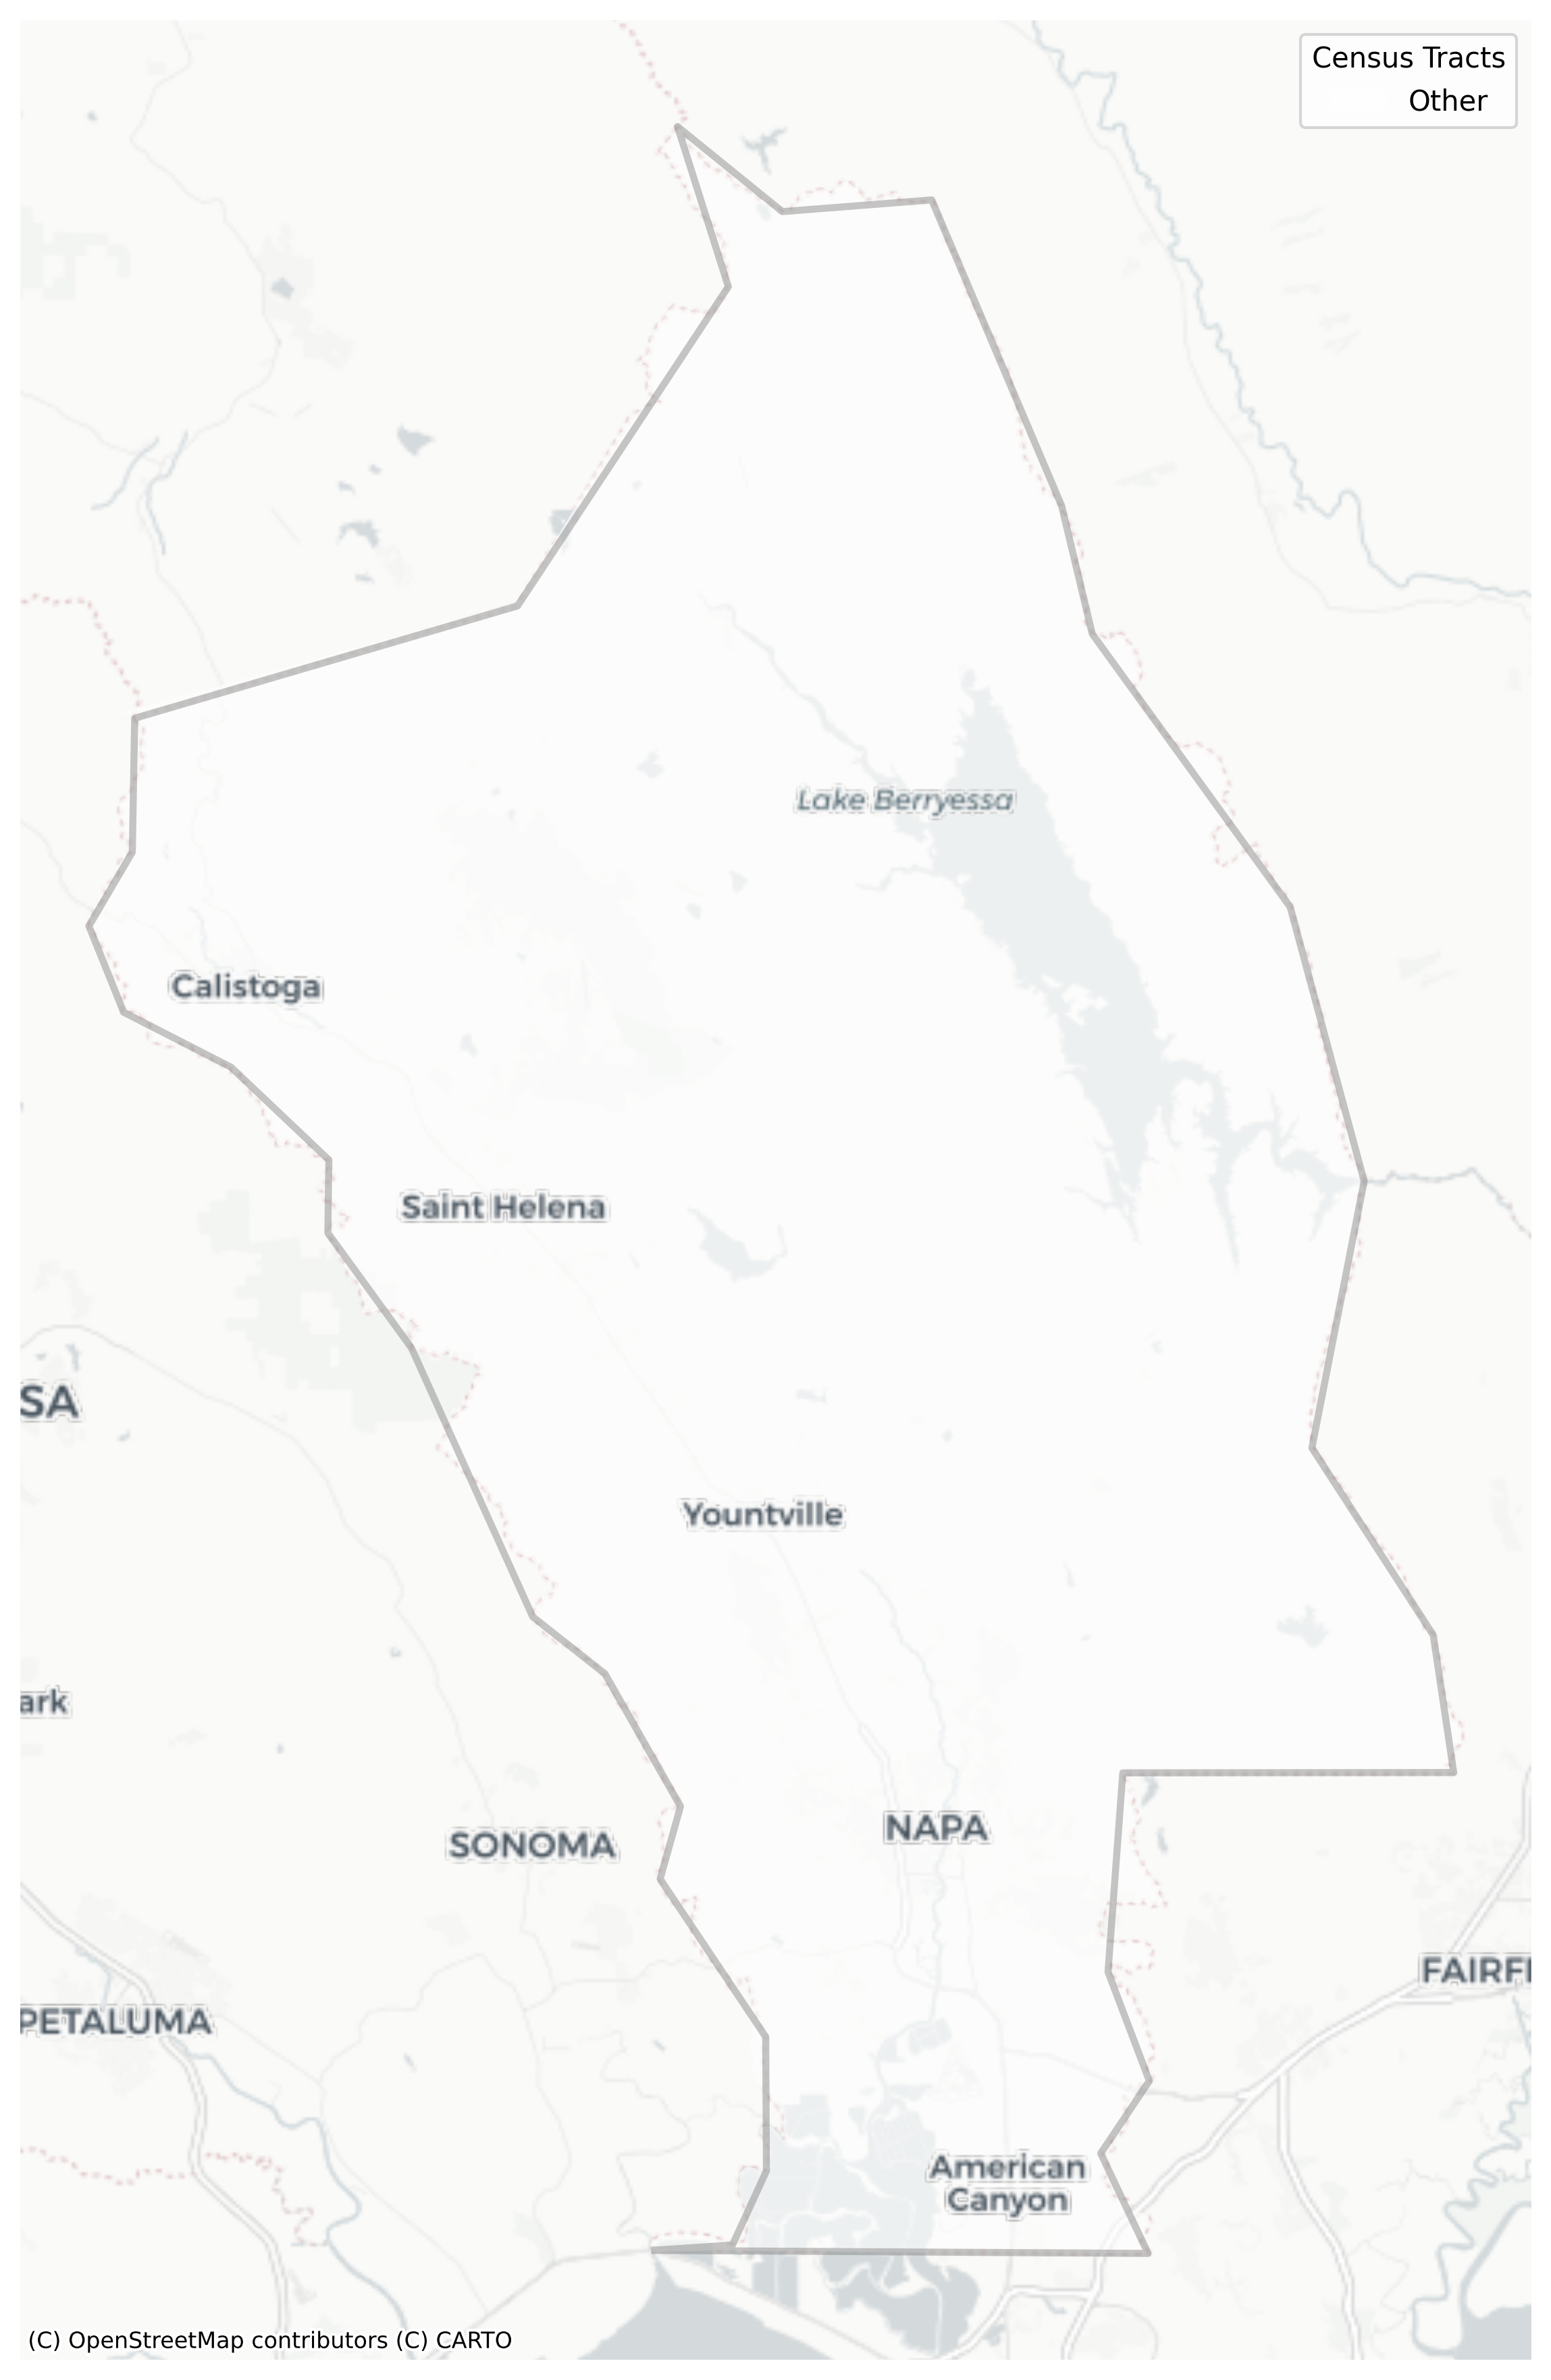 Census Tracts
Other
Lake Berryessa
Calistoga
Saint Helena
SA
Yountville
ark
NAPA
SONOMA
FAIRFI
PETALUMA
American
Canyon
(C) OpenStreetMap contributors (C) CARTO